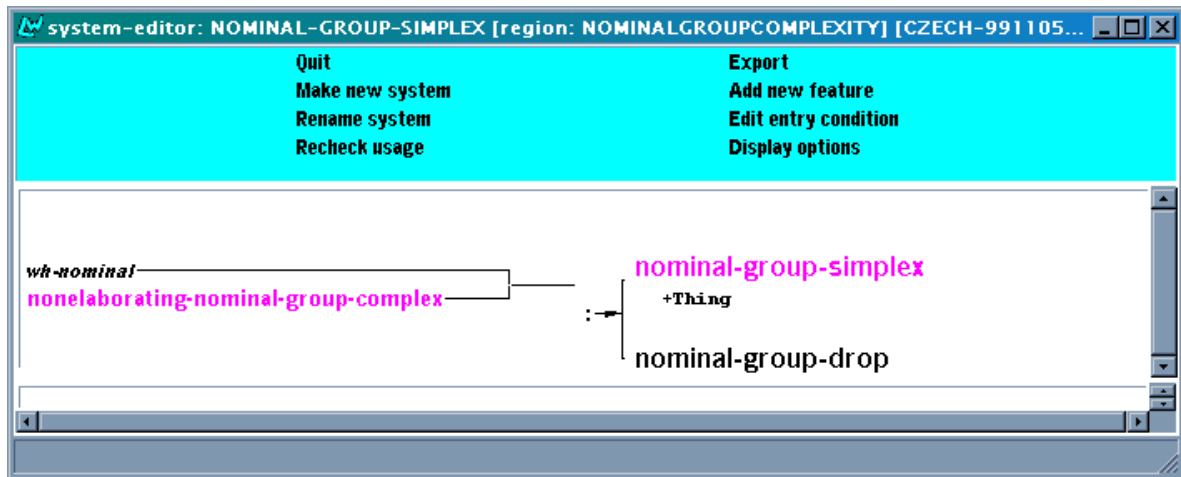 system-editor: NOMINAL-GROUP-SIMPLEX [region: NOMINALGROUPCOMPLEXITY] [CZECH-991105...
Quit Export
Make new system Add new feature
Rename system Edit entry condition
Recheck usage Display options
wh-nominal nominal-group-simplex
nonelaborating-nominal-group-complex +Thing
:
nominal-group-drop